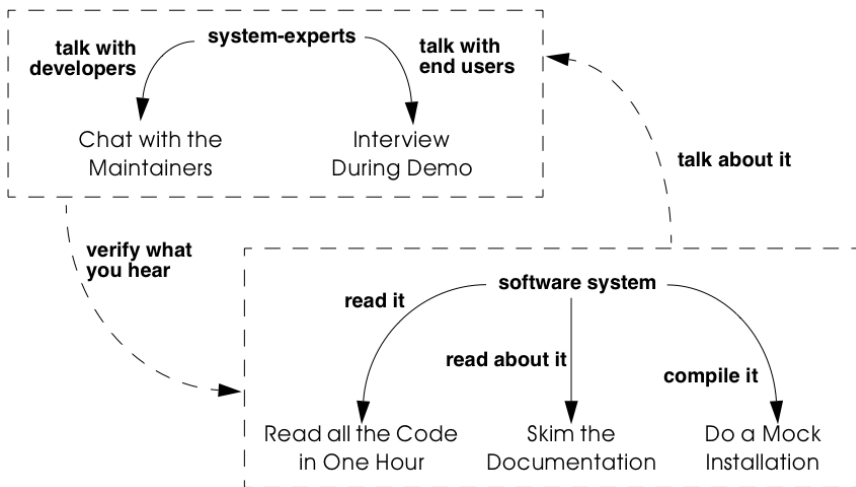 system-experts
talk with
developers
talk with
end users
Chat with the
Maintainers
Interview
During Demo
talk about it
verify what
you hear
software system
read it
read about it
compile it
Read all the Code
in One Hour
Skim the
Documentation
Do a Mock
Installation